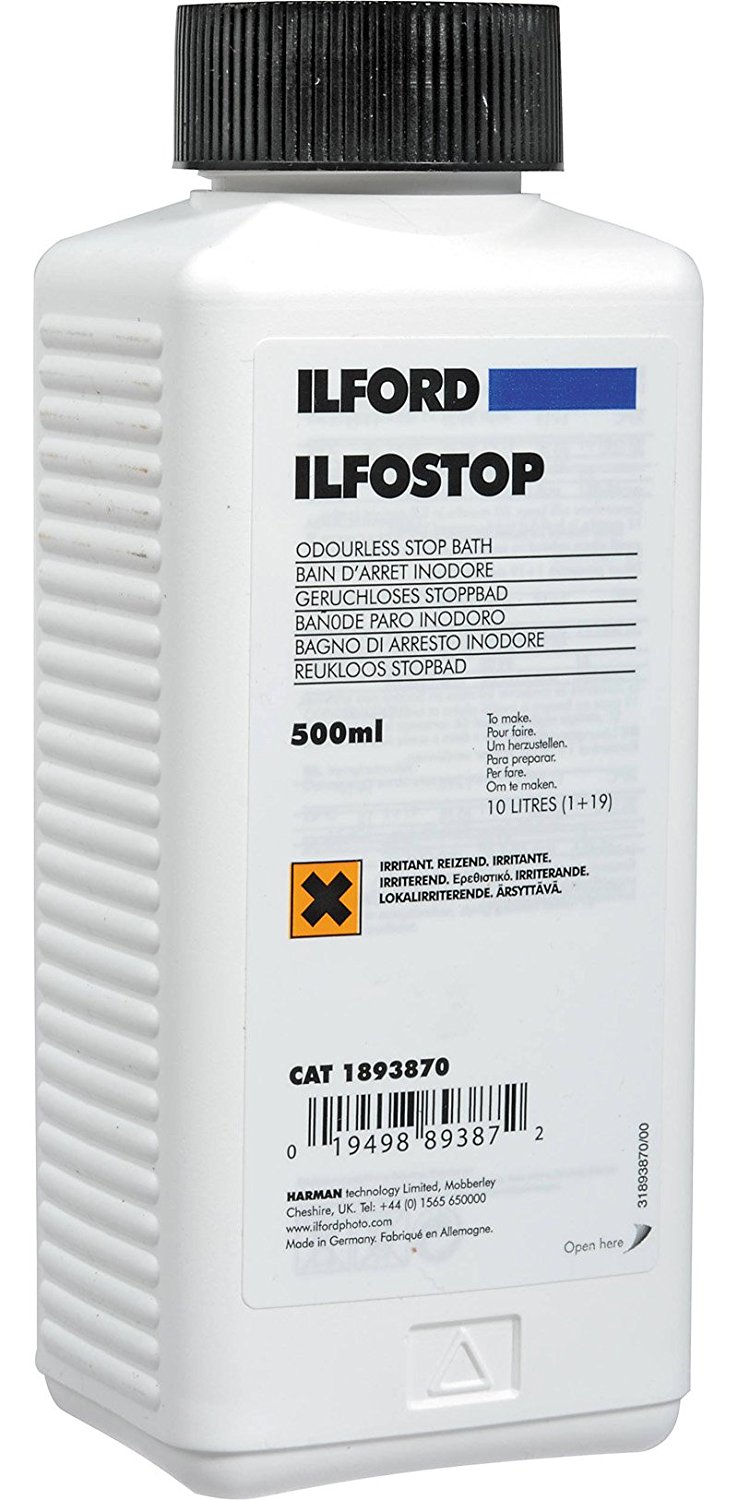 ILFORD
ILFOSTOP
ODOURLESS STOP BATH
BAIN D'ARRET INODORE
GERUCHLOSES STOPPBAD
BAÑODE PARO INODORO
BAGNO DI ARRESTO INODORE
REUKLOOS STOPBAD
500ml
To make.
Pour faire.
Um herzustellen.
Para preparar.
Per fare.
Om te maken.
10 LITRES (1+19)
IRRITANT. REIZEND. IRRITANTE.
IRRITEREND. Ερεθιστικό. IRRITERANDE.
LOKALIRRITERENDE. ÄRSYTTÄVÄ.
CAT 1893870
0 19498 89387 2
HARMAN technology Limited, Mobberley
Cheshire, UK. Tel: +44 (0) 1565 650000
www.ilfordphoto.com
Made in Germany. Fabriqué en Allemagne.
31893870/00
Open here